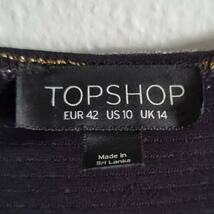 TOPSHOP
EUR 42 US 10 UK 14
Made in
Sri Lanka